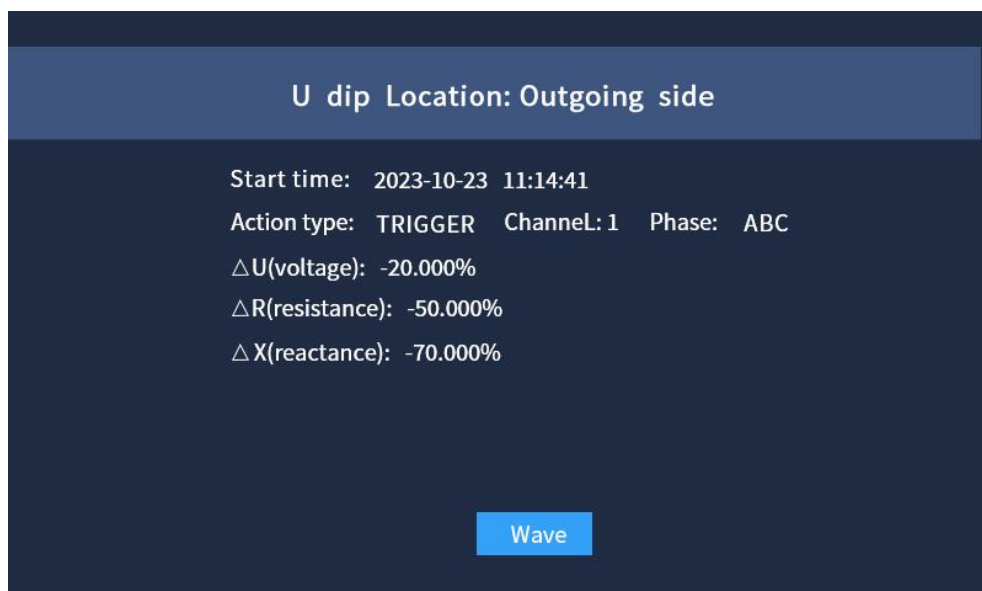 U dip Location: Outgoing side
Start time: 2023-10-23 11:14:41
Action type: TRIGGER ChanneL: 1 Phase: ABC
△U(voltage): -20.000%
△R(resistance): -50.000%
△X(reactance): -70.000%
Wave